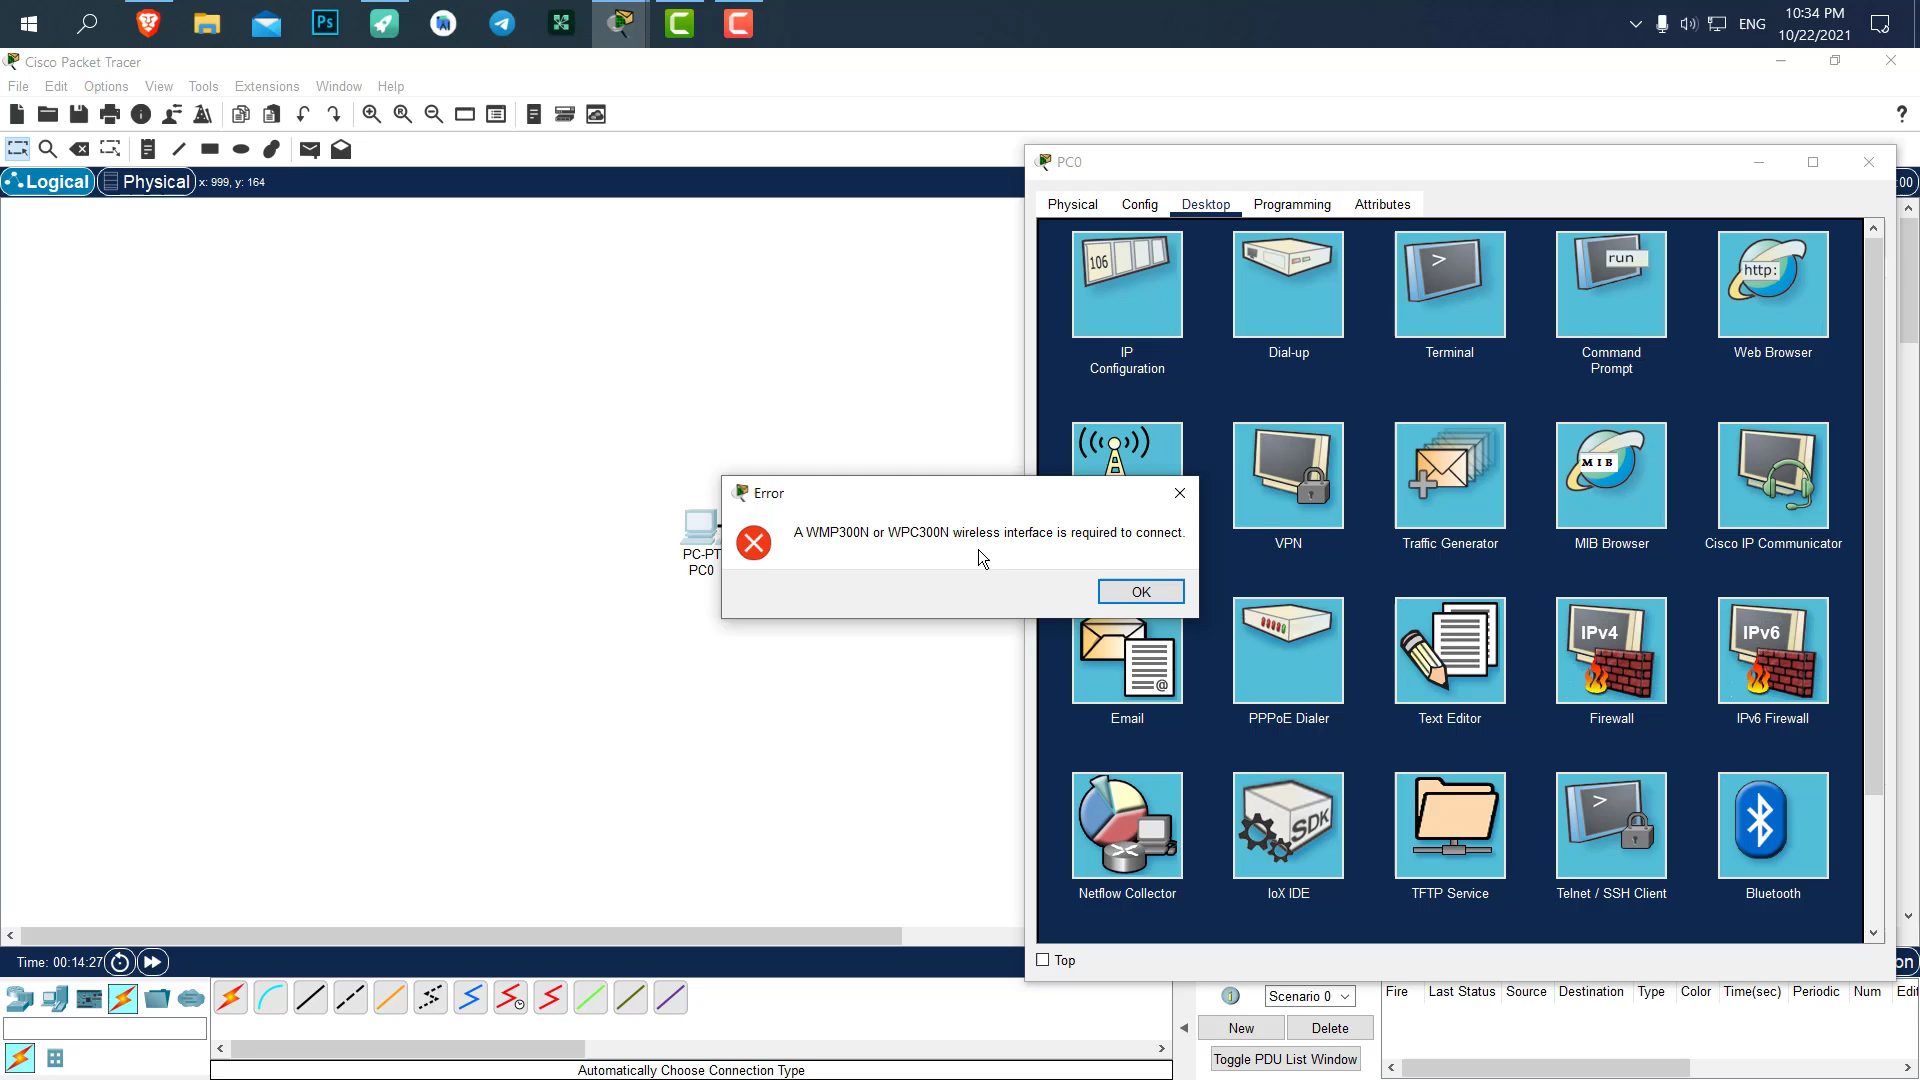 Ps
ENG
10:34 PM
10/22/2021
Cisco Packet Tracer
File Edit Options View Tools Extensions Window Help
?
Logical
Physical
x: 999, y: 164
:00
PC0
Physical Config Desktop Programming Attributes
106
>
run
http:
IP
Configuration
Dial-up
Terminal
Command
Prompt
Web Browser
MIB
VPN
Traffic Generator
MIB Browser
Cisco IP Communicator
PC-PT
PC0
Error
A WMP300N or WPC300N wireless interface is required to connect.
OK
@
IPv4
IPv6
Email
PPPoE Dialer
Text Editor
Firewall
IPv6 Firewall
SDK
>
Netflow Collector
IoX IDE
TFTP Service
Telnet / SSH Client
Bluetooth
Top
Time: 00:14:27
on
Scenario 0
New
Delete
Toggle PDU List Window
Fire Last Status Source Destination Type Color Time(sec) Periodic Num Edit
Automatically Choose Connection Type